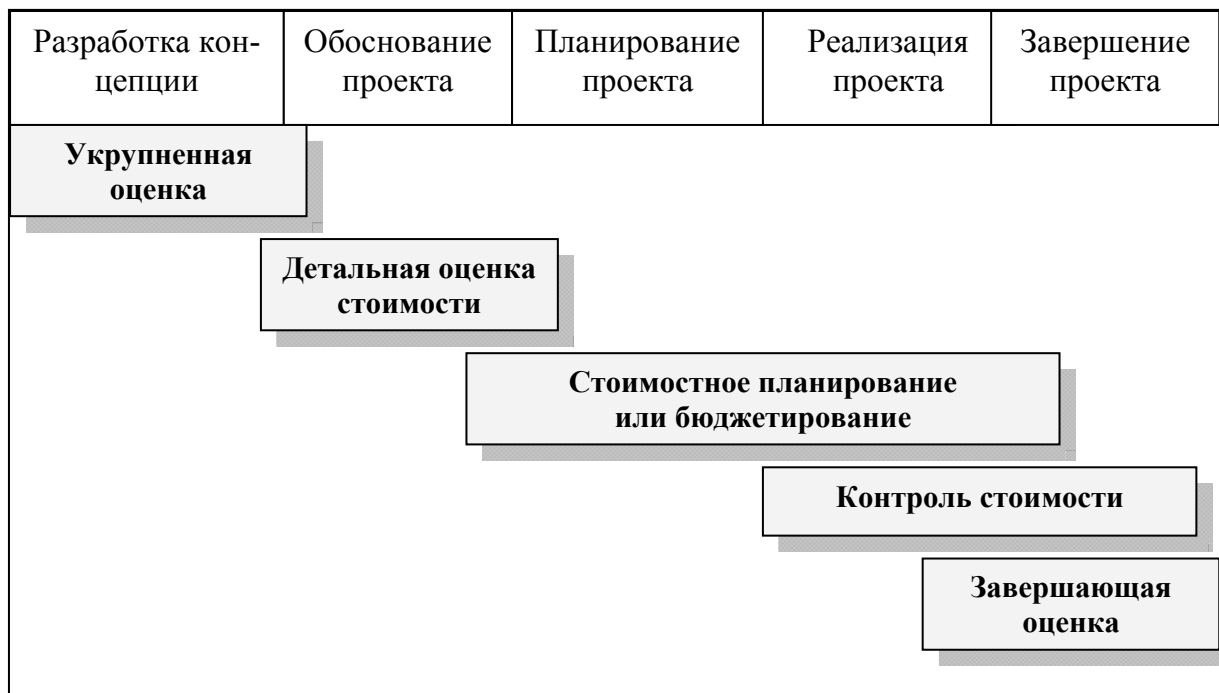 Разработка кон-
цепции
Обоснование
проекта
Планирование
проекта
Реализация
проекта
Завершение
проекта
Укрупненная
оценка
Детальная оценка
стоимости
Стоимостное планирование
или бюджетирование
Контроль стоимости
Завершающая
оценка